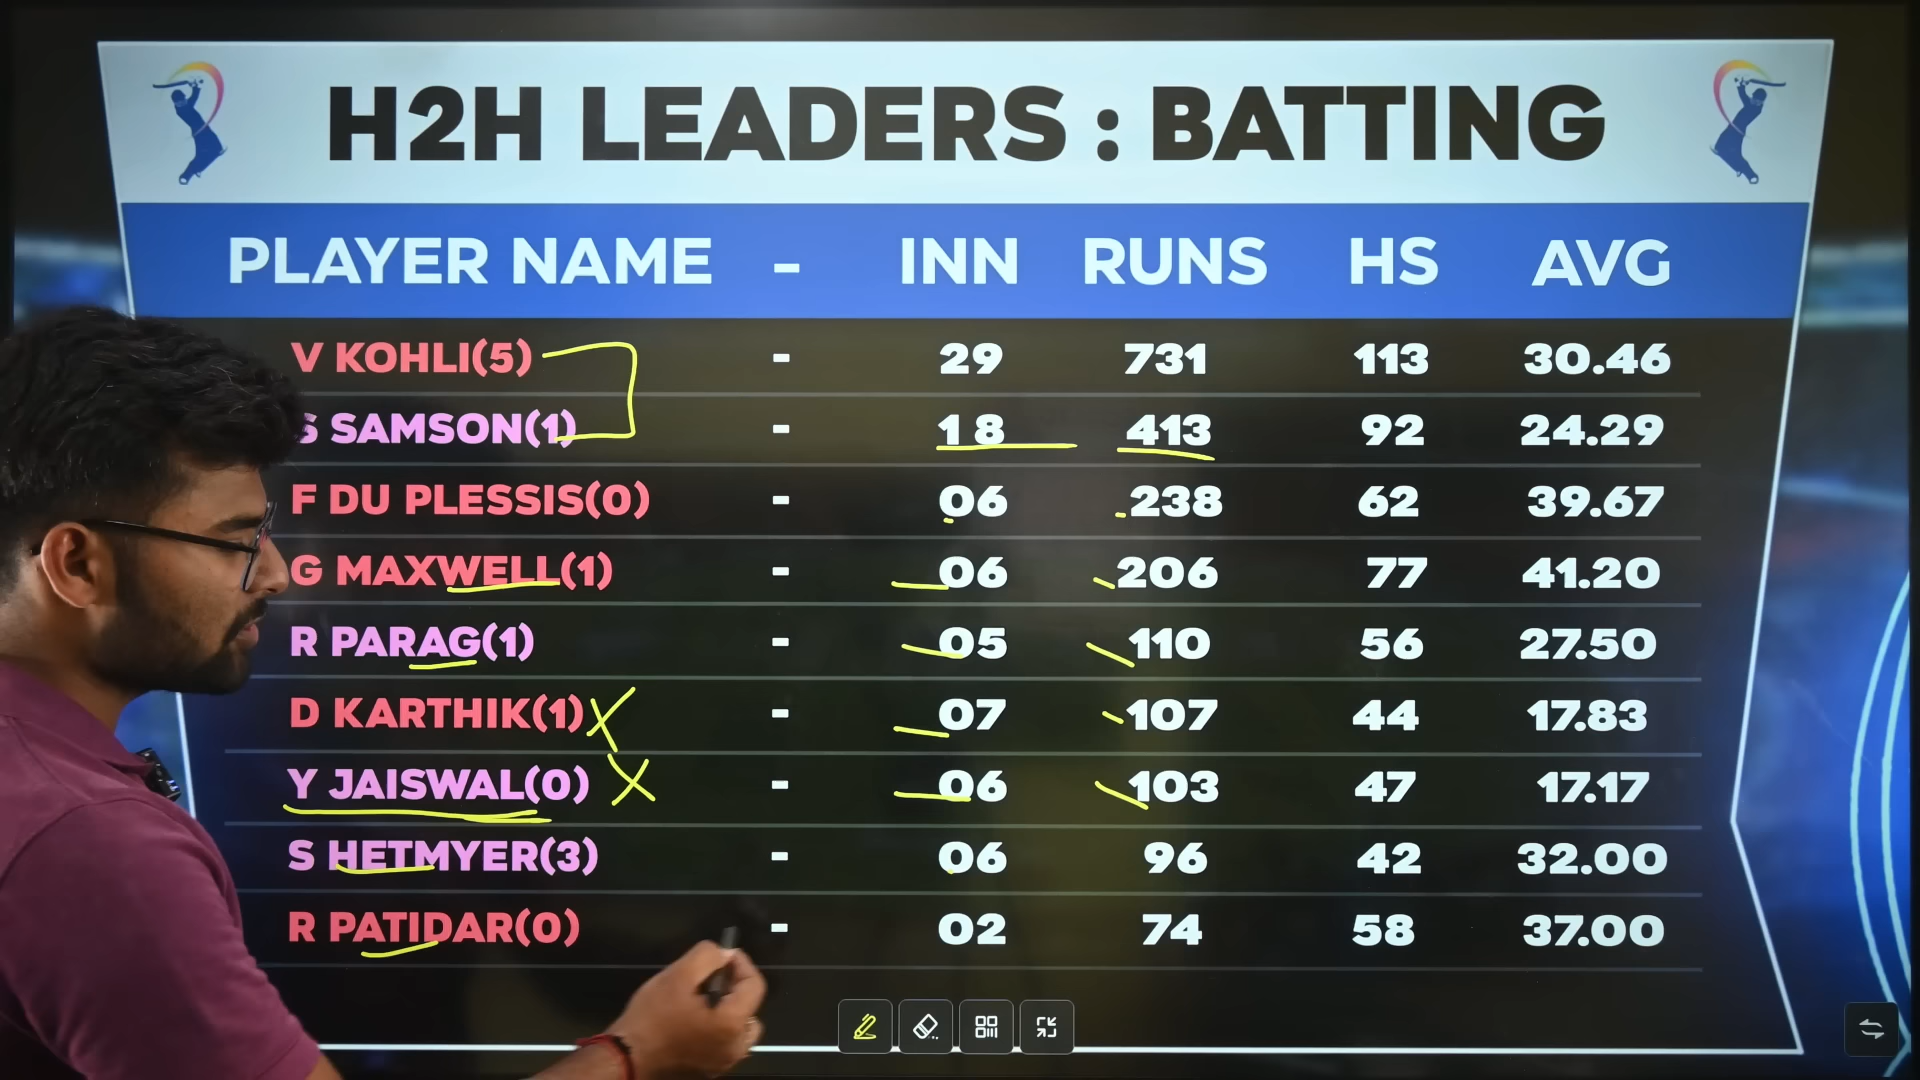 H2H LEADERS : BATTING
PLAYER NAME - INN RUNS HS AVG
V KOHLI(5) - 29 731 113 30.46
S SAMSON(1) - 18 413 92 24.29
F DU PLESSIS(0) - 06 238 62 39.67
G MAXWELL(1) - 06 206 77 41.20
R PARAG(1) - 05 110 56 27.50
D KARTHIK(1) - 07 107 44 17.83
Y JAISWAL(0) - 06 103 47 17.17
S HETMYER(3) - 06 96 42 32.00
R PATIDAR(0) - 02 74 58 37.00